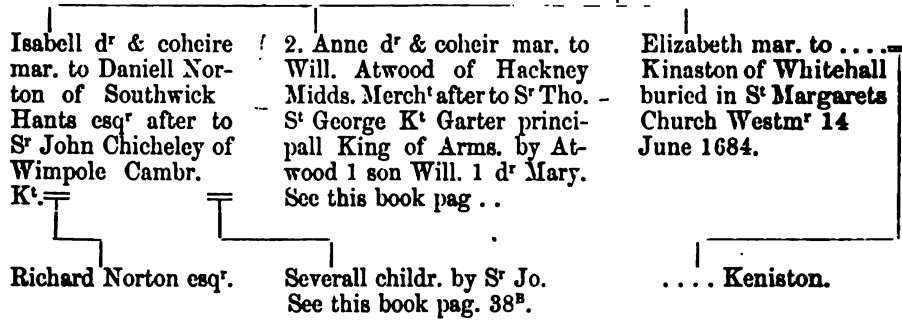 Isabell dʳ & coheire
mar. to Daniell Nor-
ton of Southwick
Hants esqʳ after to
Sʳ John Chicheley of
Wimpole Cambr.
Kᵗ.
2. Anne dʳ & coheir mar. to
Will. Atwood of Hackney
Midds. Merchᵗ after to Sʳ Tho.
Sᵗ George Kᵗ Garter princi-
pall King of Arms. by At-
wood 1 son Will. 1 dʳ Mary.
See this book pag . .
Elizabeth mar. to . . . .
Kinaston of Whitehall
buried in Sᵗ Margarets
Church Westmʳ 14
June 1684.
Richard Norton esqʳ.
Severall childr. by Sʳ Jo.
See this book pag. 38ᴮ.
. . . . Keniston.